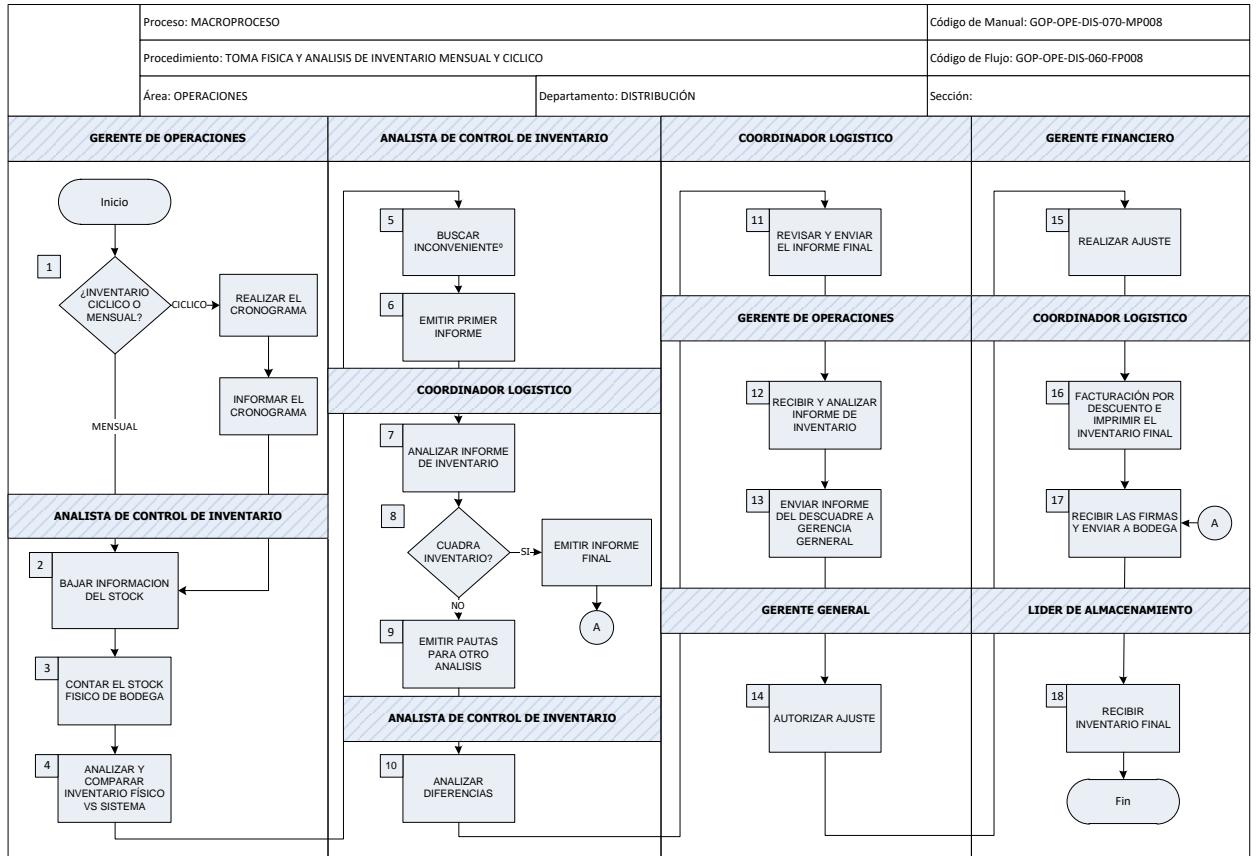 Proceso: MACROPROCESO
Código de Manual: GOP-OPE-DIS-070-MP008
Procedimiento: TOMA FISICA Y ANALISIS DE INVENTARIO MENSUAL Y CICLICO
Código de Flujo: GOP-OPE-DIS-060-FP008
Área: OPERACIONES
Departamento: DISTRIBUCIÓN
Sección:
GERENTE DE OPERACIONES
Inicio
1
¿INVENTARIO
CICLICO O
MENSUAL?
CICLICO
REALIZAR EL
CRONOGRAMA
INFORMAR EL
CRONOGRAMA
MENSUAL
ANALISTA DE CONTROL DE INVENTARIO
2
BAJAR INFORMACION
DEL STOCK
3
CONTAR EL STOCK
FISICO DE BODEGA
4
ANALIZAR Y
COMPARAR
INVENTARIO FÍSICO
VS SISTEMA
ANALISTA DE CONTROL DE INVENTARIO
5
BUSCAR
INCONVENIENTEº
6
EMITIR PRIMER
INFORME
COORDINADOR LOGISTICO
7
ANALIZAR INFORME
DE INVENTARIO
8
CUADRA
INVENTARIO?
SI
EMITIR INFORME
FINAL
A
NO
9
EMITIR PAUTAS
PARA OTRO
ANALISIS
ANALISTA DE CONTROL DE INVENTARIO
10
ANALIZAR
DIFERENCIAS
COORDINADOR LOGISTICO
11
REVISAR Y ENVIAR
EL INFORME FINAL
GERENTE DE OPERACIONES
12
RECIBIR Y ANALIZAR
INFORME DE
INVENTARIO
13
ENVIAR INFORME
DEL DESCUADRE A
GERENCIA
GERNERAL
GERENTE GENERAL
14
AUTORIZAR AJUSTE
GERENTE FINANCIERO
15
REALIZAR AJUSTE
COORDINADOR LOGISTICO
16
FACTURACIÓN POR
DESCUENTO E
IMPRIMIR EL
INVENTARIO FINAL
17
RECIBIR LAS FIRMAS
Y ENVIAR A BODEGA
A
LIDER DE ALMACENAMIENTO
18
RECIBIR
INVENTARIO FINAL
Fin